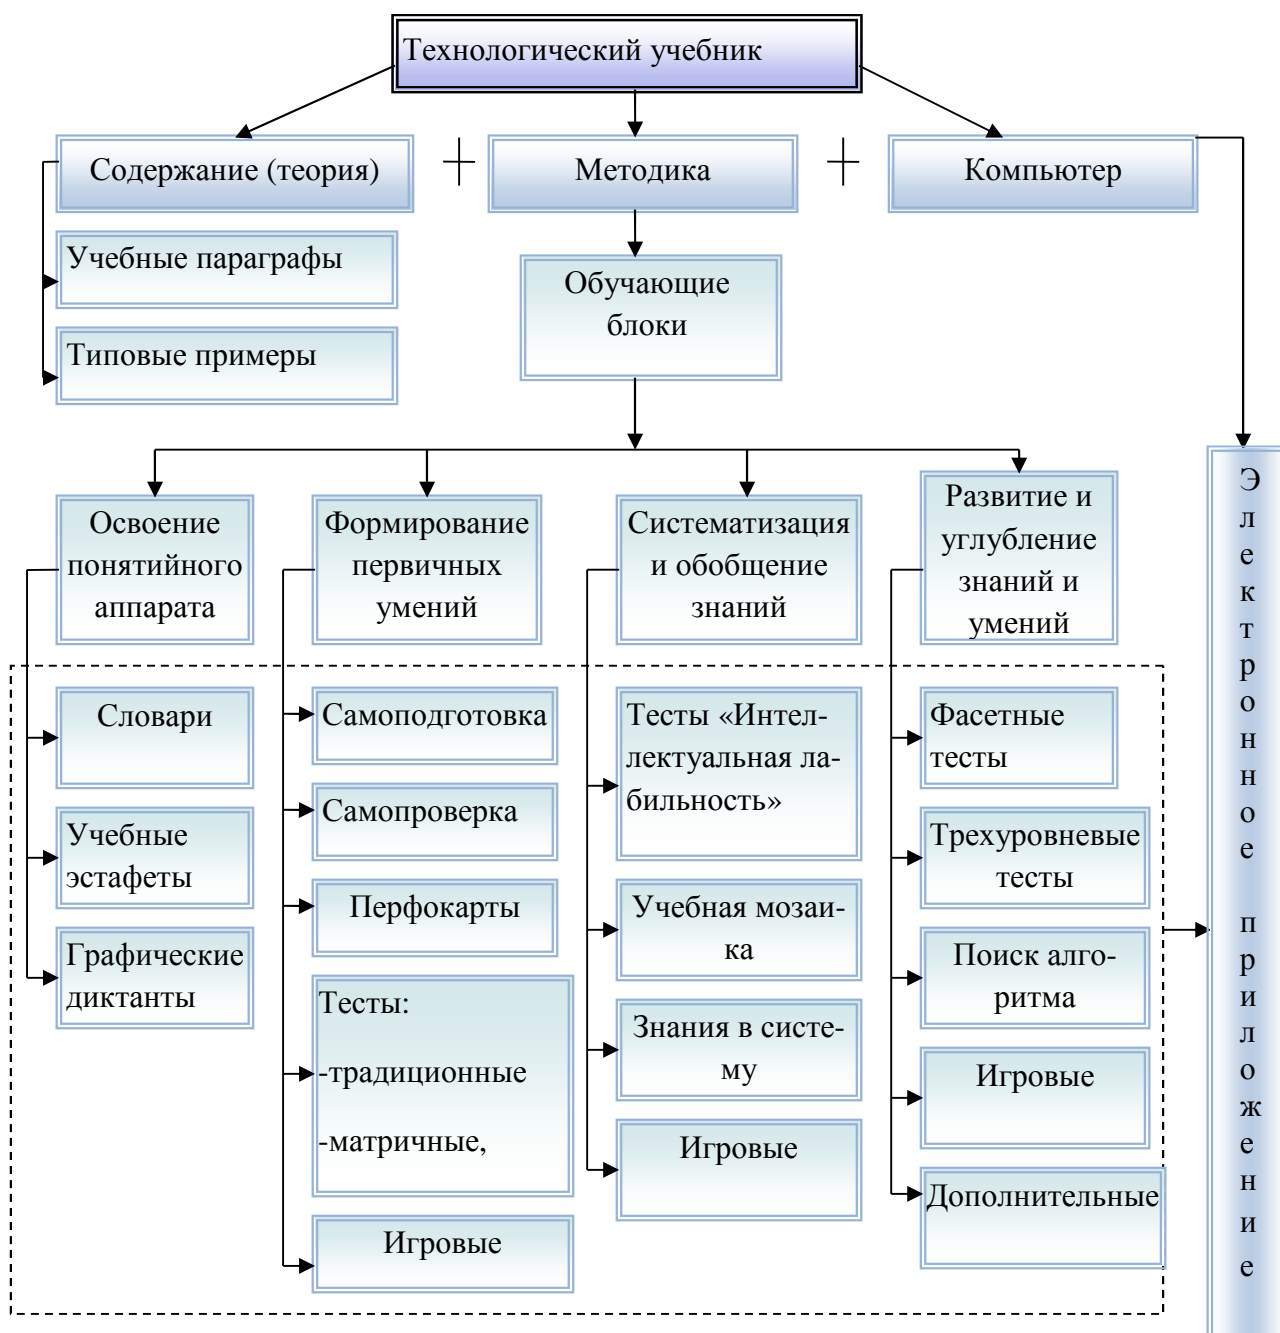 Технологический учебник
Содержание (теория)
+
Методика
+
Компьютер
Учебные параграфы
Типовые примеры
Обучающие
блоки
Освоение
понятийного
аппарата
Формирование
первичных
умений
Систематизация
и обобщение
знаний
Развитие и
углубление
знаний и
умений
Словари
Учебные
эстафеты
Графические
диктанты
Самоподготовка
Самопроверка
Перфокарты
Тесты:
-традиционные
-матричные,
Игровые
Тесты «Интел-
лектуальная ла-
бильность»
Учебная мозаи-
ка
Знания в систе-
му
Игровые
Фасетные
тесты
Трехуровневые
тесты
Поиск алго-
ритма
Игровые
Дополнительные
Электронное приложение